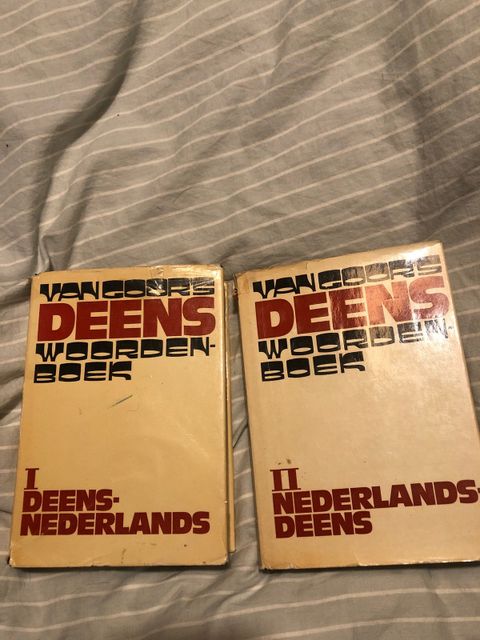 VAN GOORS
DEENS
WOORDEN-
BOEK
I
DEENS-
NEDERLANDS
VAN GOORS
DEENS
WOORDEN-
BOEK
II
NEDERLANDS-
DEENS